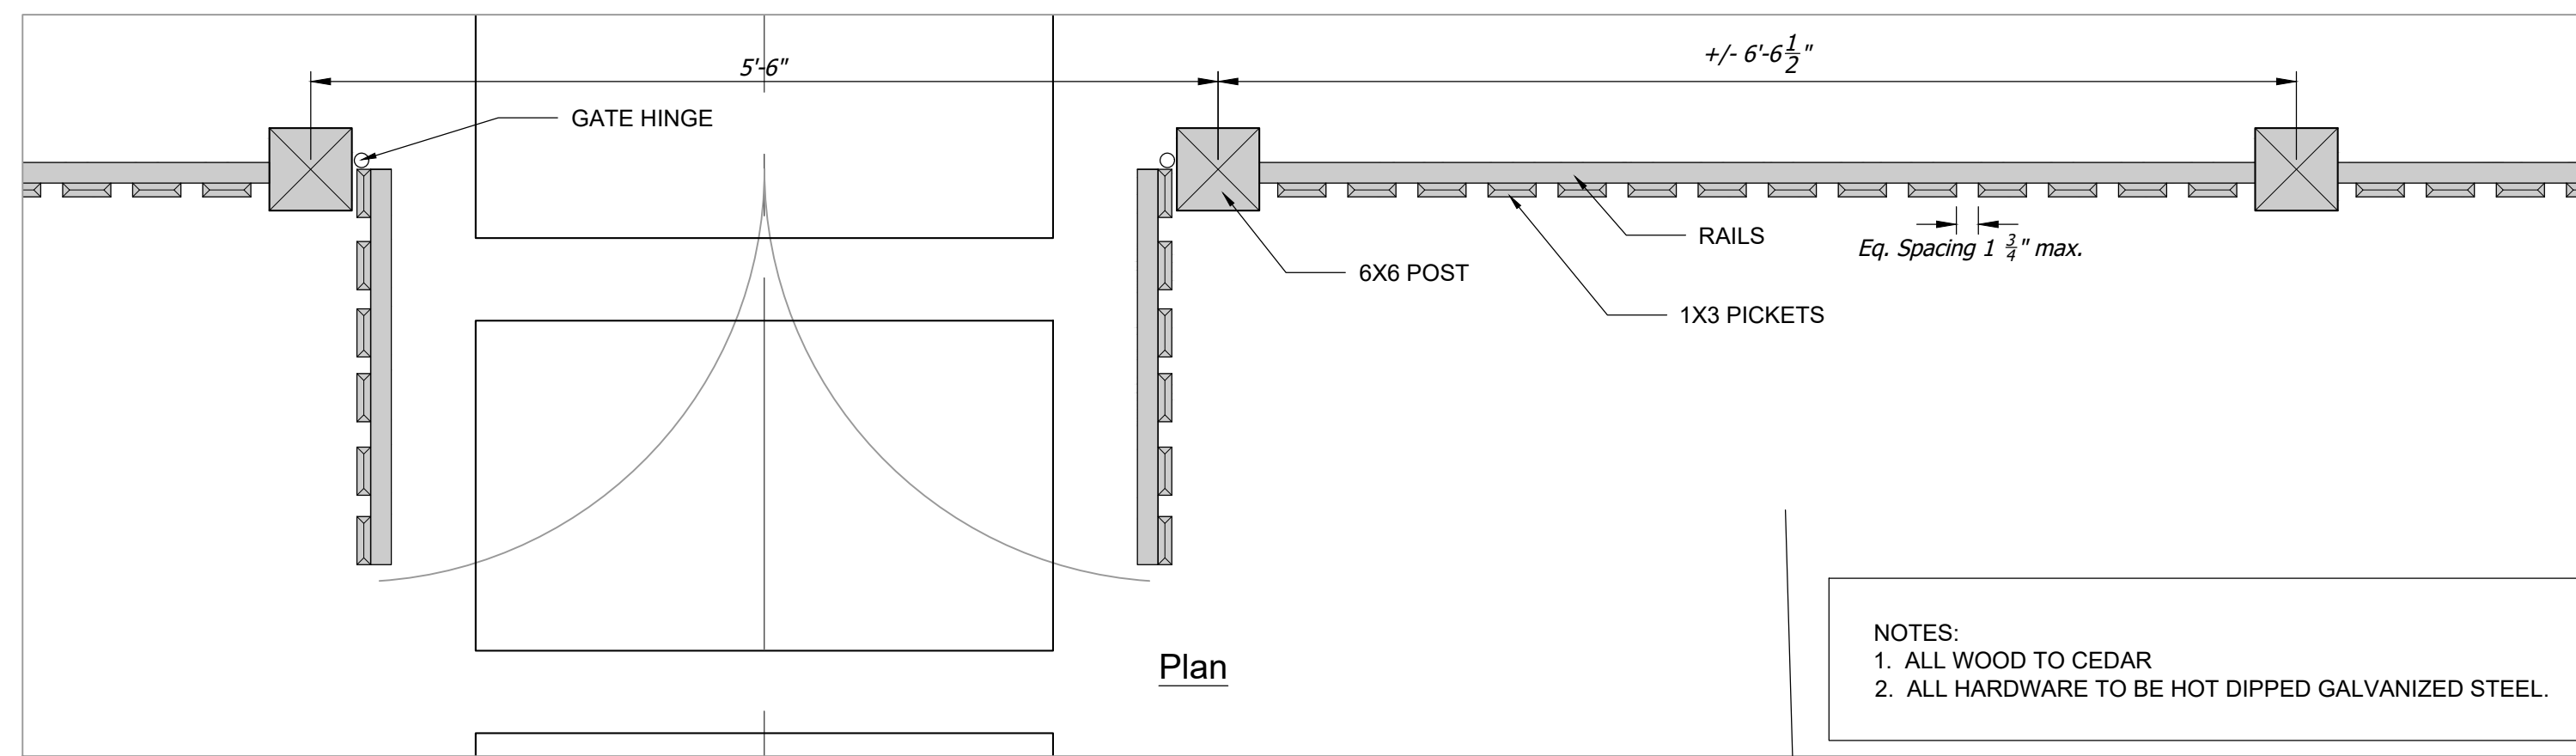 5'-6"
+/- 6'-6 1/2"
GATE HINGE
RAILS
Eq. Spacing 1 3/4" max.
6X6 POST
1X3 PICKETS
Plan
NOTES:
1. ALL WOOD TO CEDAR
2. ALL HARDWARE TO BE HOT DIPPED GALVANIZED STEEL.